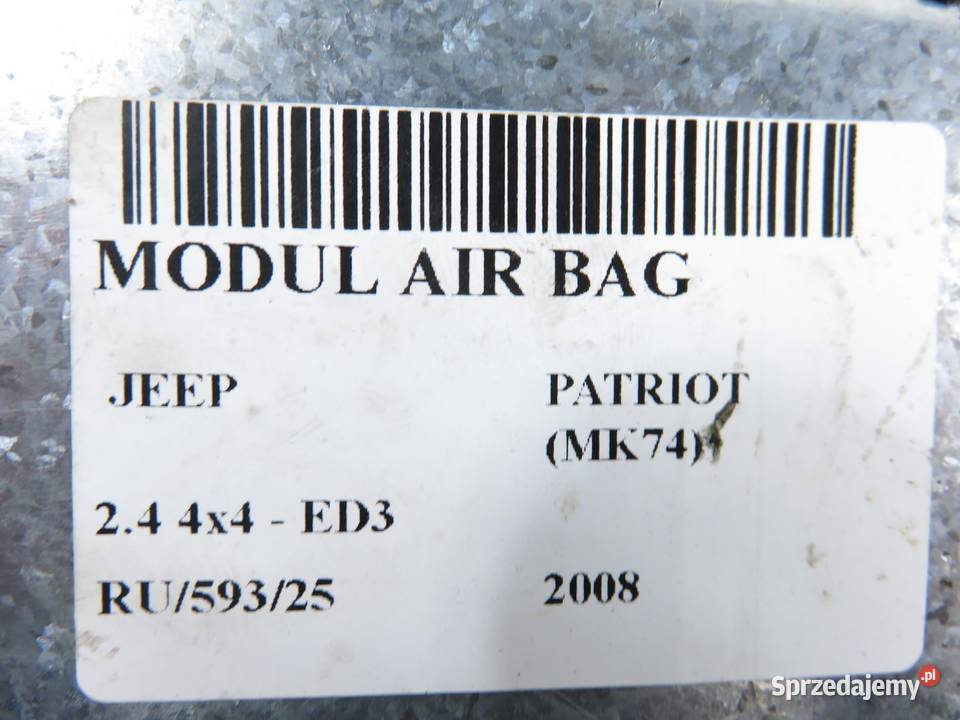 MODUL AIR BAG
JEEP PATRIOT
(MK74)
2.4 4x4 - ED3
RU/593/25 2008
Sprzedajemy.pl